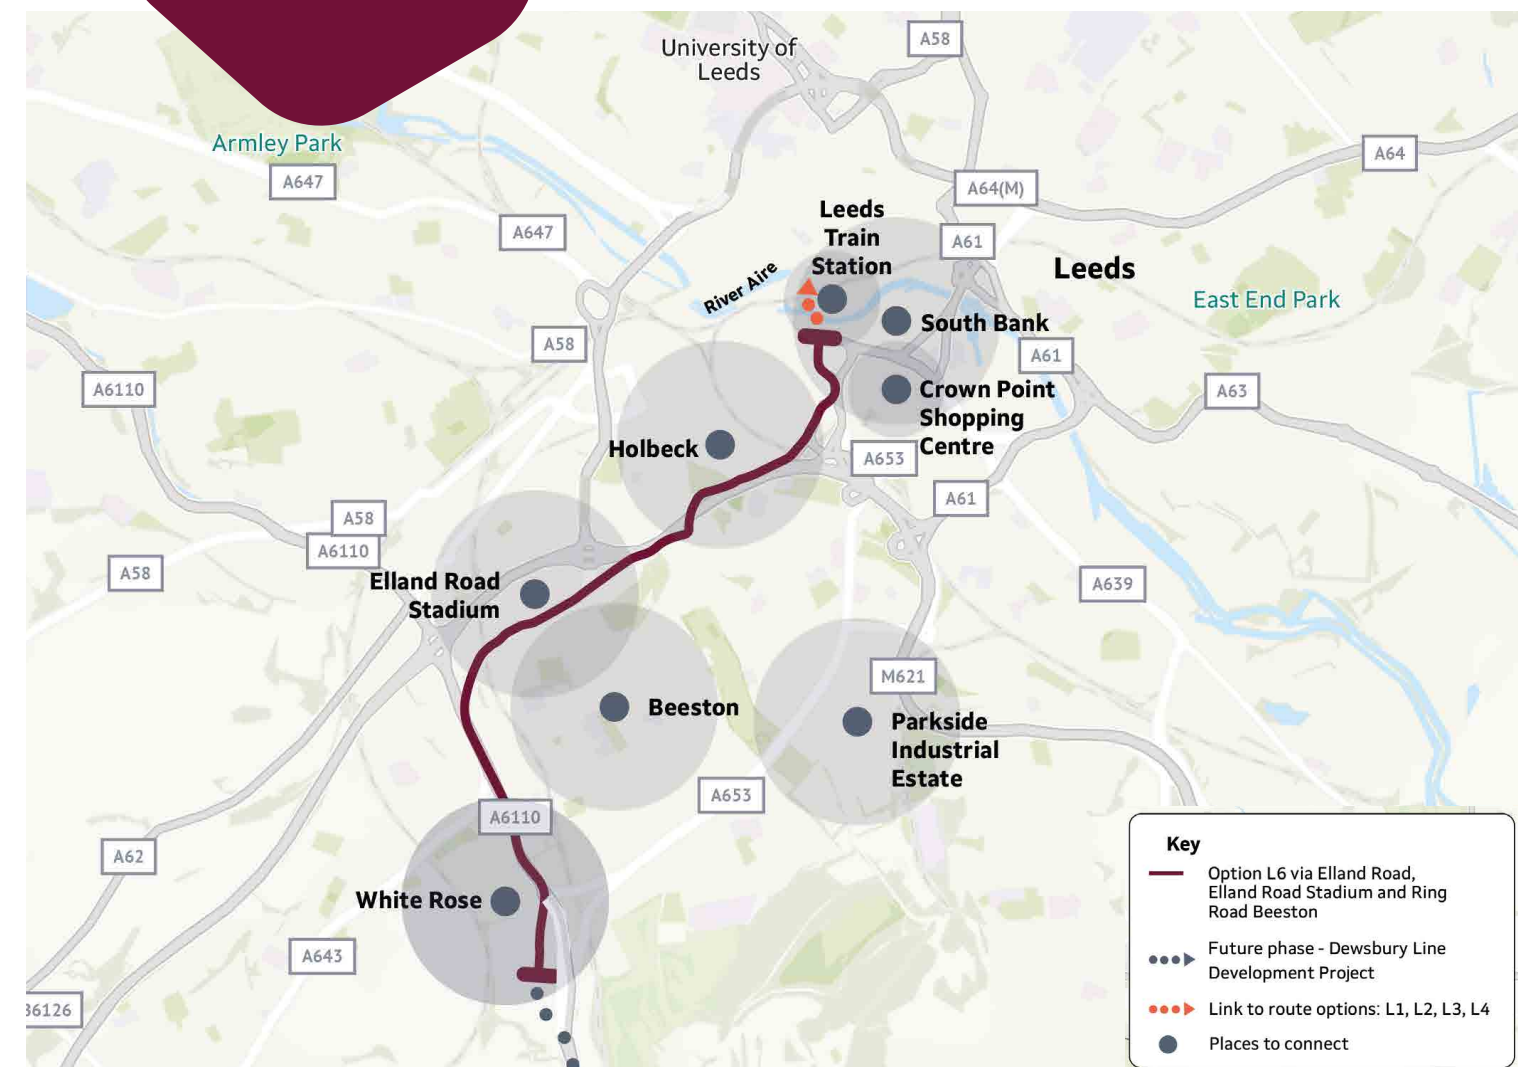 University of
Leeds
A58
Armley Park
A647
A64
A64(M)
Leeds
Train
Station
A647
A61
River Aire
Leeds
East End Park
South Bank
A58
A61
A6110
Crown Point
Shopping
Centre
A63
Holbeck
A653
A61
A58
A6110
A58
Elland Road
Stadium
A639
M621
Beeston
Parkside
Industrial
Estate
A653
A6110
A62
White Rose
A643
36126
Key
Option L6 via Elland Road,
Elland Road Stadium and Ring
Road Beeston
Future phase - Dewsbury Line
Development Project
Link to route options: L1, L2, L3, L4
Places to connect